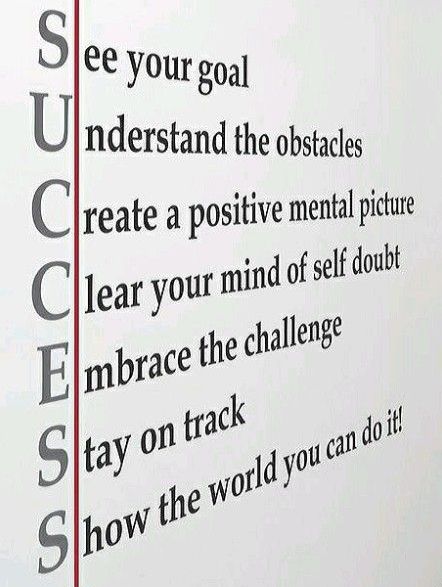 See your goal
Understand the obstacles
Create a positive mental picture
Clear your mind of self doubt
Embrace the challenge
Stay on track
Show the world you can do it!